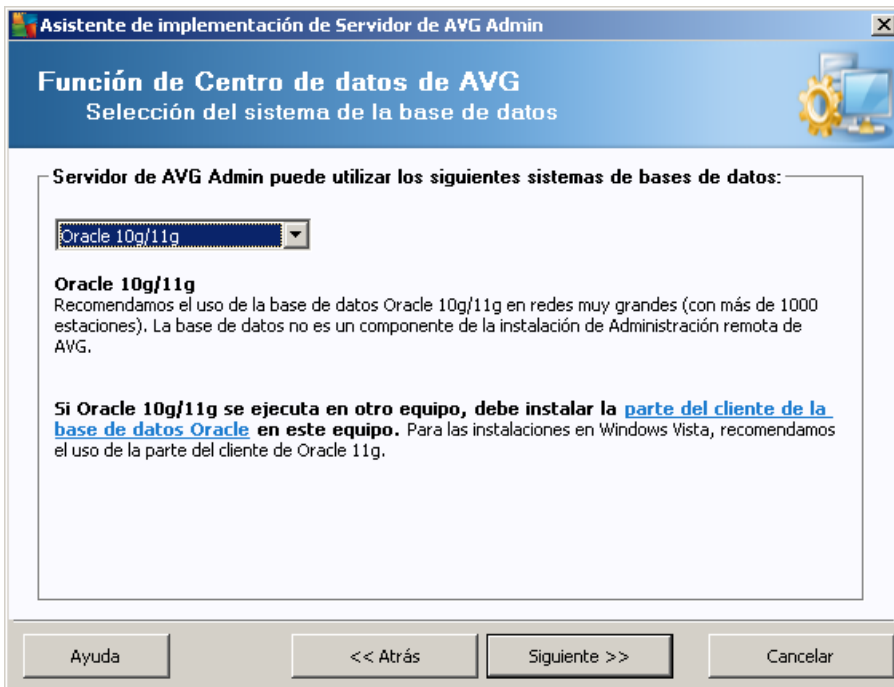 Asistente de implementación de Servidor de AVG Admin
Función de Centro de datos de AVG
Selección del sistema de la base de datos
Servidor de AVG Admin puede utilizar los siguientes sistemas de bases de datos:
Oracle 10g/11g
Oracle 10g/11g
Recomendamos el uso de la base de datos Oracle 10g/11g en redes muy grandes (con más de 1000
estaciones). La base de datos no es un componente de la instalación de Administración remota de
AVG.
Si Oracle 10g/11g se ejecuta en otro equipo, debe instalar la parte del cliente de la
base de datos Oracle en este equipo. Para las instalaciones en Windows Vista, recomendamos
el uso de la parte del cliente de Oracle 11g.
Ayuda
<< Atrás
Siguiente >>
Cancelar